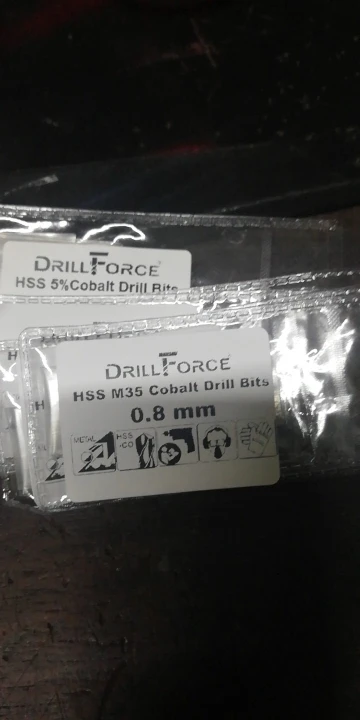 DRILLFORCE
HSS 5%Cobalt Drill Bits
H
H
DRILLFORCE
HSS M35 Cobalt Drill Bits
0.8 mm
METAL
HSS
-CO